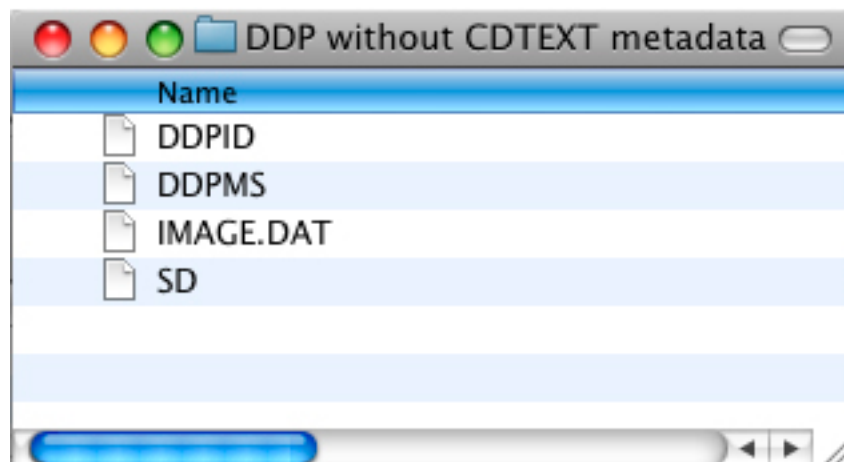 DDP without CDTEXT metadata
Name
DDPID
DDPMS
IMAGE.DAT
SD